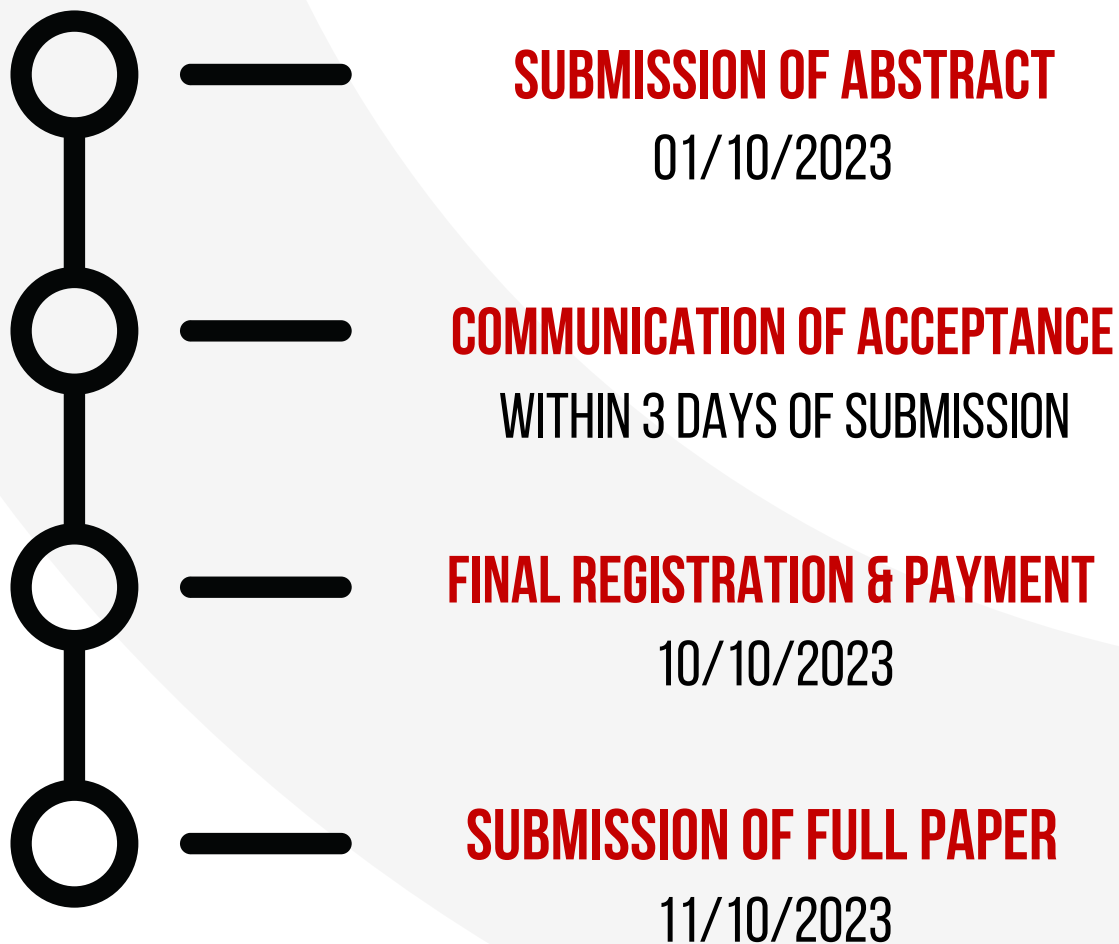 SUBMISSION OF ABSTRACT
01/10/2023
COMMUNICATION OF ACCEPTANCE
WITHIN 3 DAYS OF SUBMISSION
FINAL REGISTRATION & PAYMENT
10/10/2023
SUBMISSION OF FULL PAPER
11/10/2023